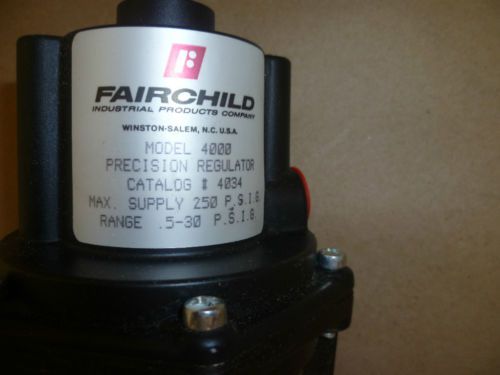 FAIRCHILD
INDUSTRIAL PRODUCTS COMPANY
WINSTON-SALEM, N.C. U.S.A.
MODEL 4000
PRECISION REGULATOR
CATALOG # 4034
MAX. SUPPLY 250 P.S.I.G.
RANGE .5-30 P.S.I.G